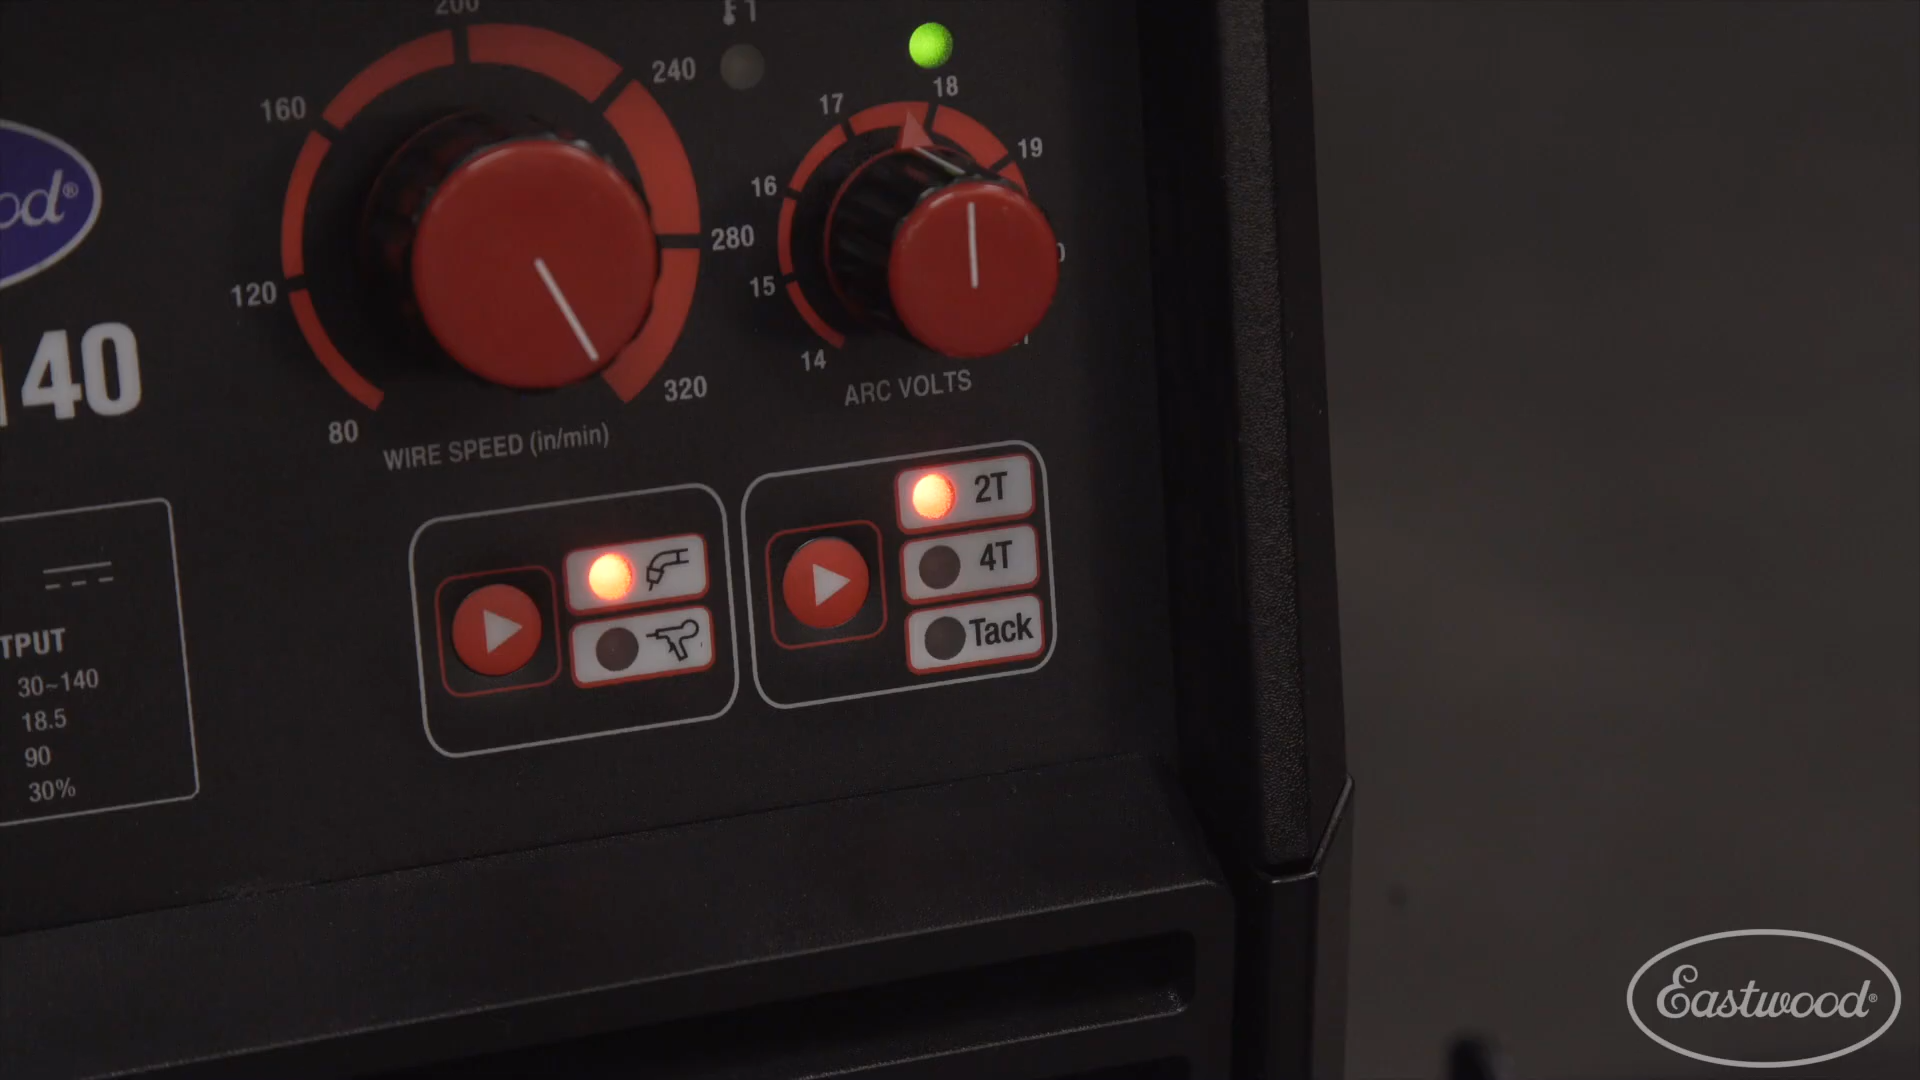 200
1
240
160
18
17
19
16
od®
280
15
120
14
140
320
ARC VOLTS
80
WIRE SPEED (in/min)
2T
4T
Tack
TPUT
30~140
18.5
90
30%
Eastwood®